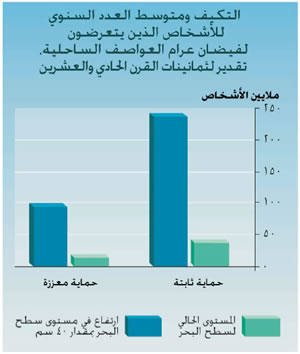 التكيف ومتوسط العدد السنوي
للأشخاص الذين يتعرضون
لفيضان عرام العواصف الساحلية،
تقدير لثمانينات القرن الحادي والعشرين
ملايين الأشخاص
٢٥٠
٢٠٠
١٥٠
١٠٠
٥٠
٠
حماية ثابتة
حماية معززة
المستوى الحالي
لسطح البحر
ارتفاع في مستوى سطح
البحر بمقدار ٤٠ سم